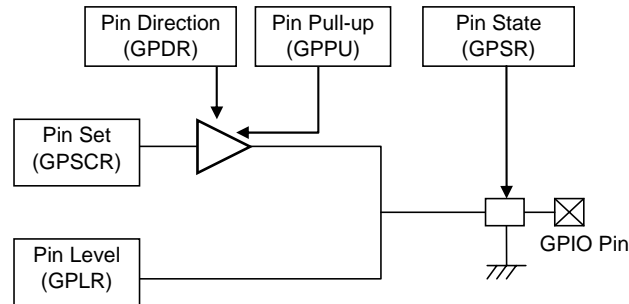 Pin Direction
(GPDR)
Pin Pull-up
(GPPU)
Pin State
(GPSR)
Pin Set
(GPSCR)
GPIO Pin
Pin Level
(GPLR)